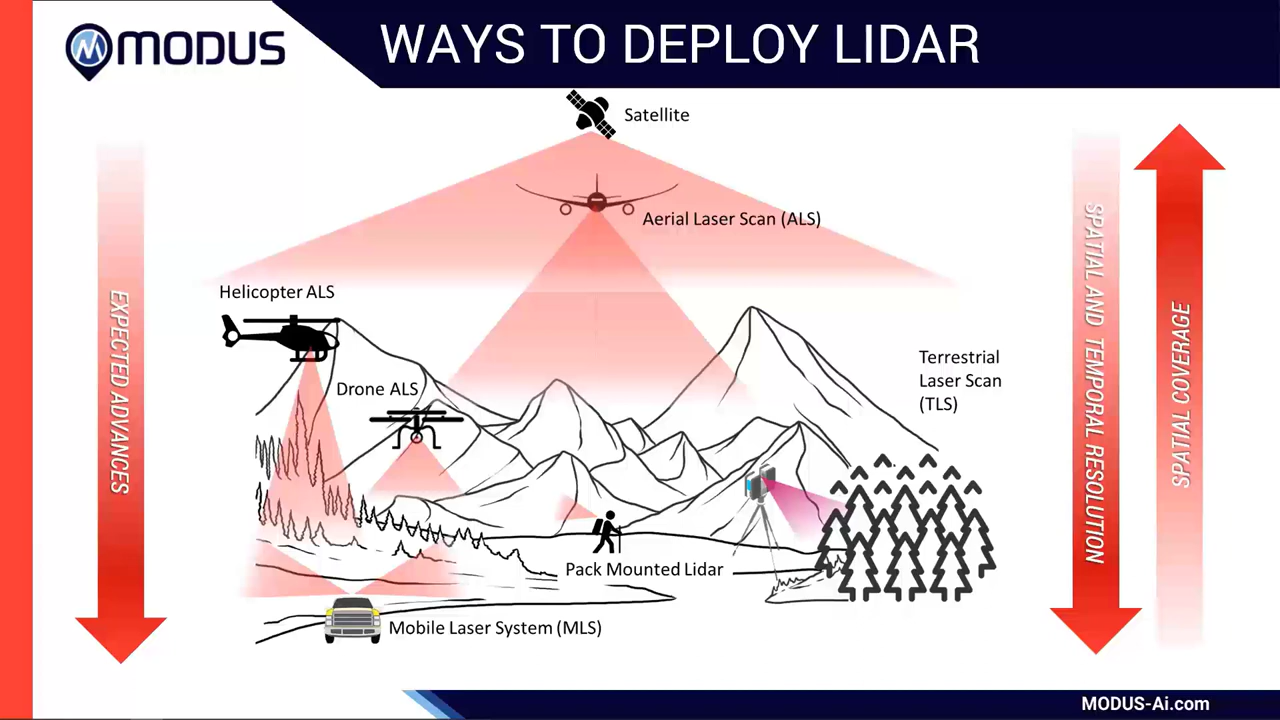 MODUS
WAYS TO DEPLOY LIDAR
Satellite
Aerial Laser Scan (ALS)
Helicopter ALS
Drone ALS
Terrestrial
Laser Scan
(TLS)
Pack Mounted Lidar
Mobile Laser System (MLS)
EXPECTED ADVANCES
SPATIAL AND TEMPORAL RESOLUTION
SPATIAL COVERAGE
MODUS-Ai.com